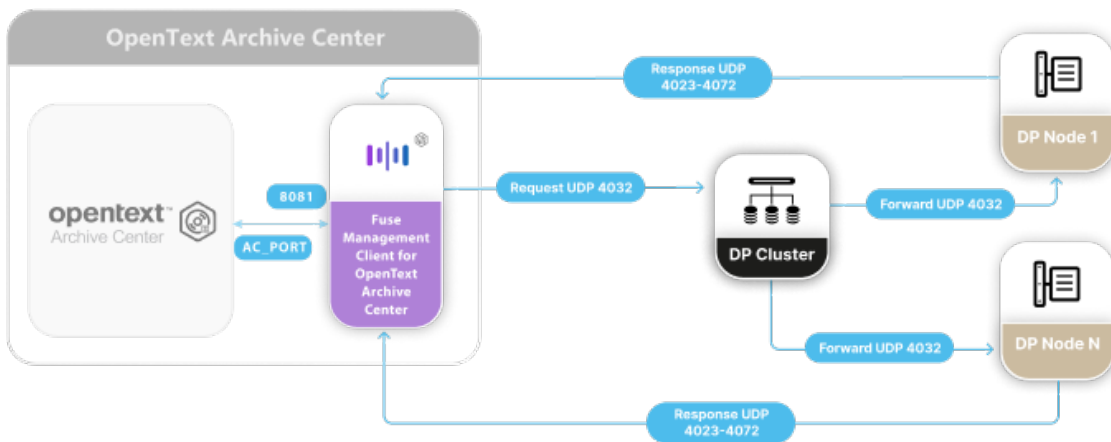 OpenText Archive Center
Response UDP
4023-4072
DP Node 1
8081
Request UDP 4032
Forward UDP 4032
opentext™
Archive Center
AC_PORT
Fuse
Management
Client for
OpenText
Archive
Center
DP Cluster
Forward UDP 4032
DP Node N
Response UDP
4023-4072